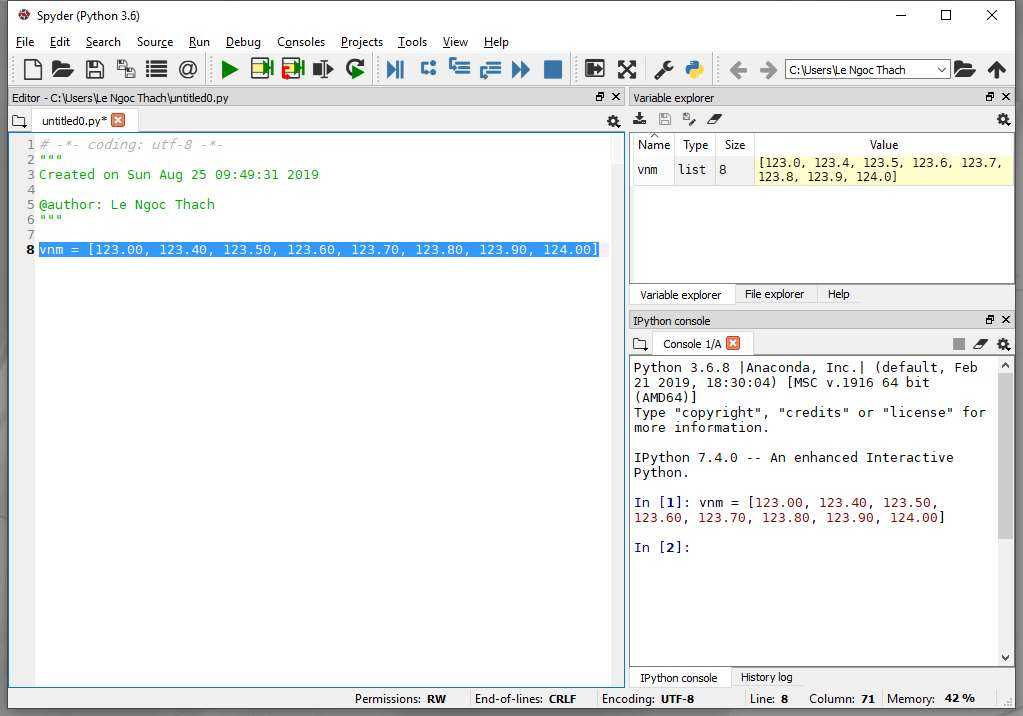 Spyder (Python 3.6)
File Edit Search Source Run Debug Consoles Projects Tools View Help
C:\Users\Le Ngoc Thach
Editor - C:\Users\Le Ngoc Thach\untitled0.py
untitled0.py*
1 # -*- coding: utf-8 -*-
2 """
3 Created on Sun Aug 25 09:49:31 2019
4
5 @author: Le Ngoc Thach
6 """
7
8 vnm = [123.00, 123.40, 123.50, 123.60, 123.70, 123.80, 123.90, 124.00]
Variable explorer
Name Type Size Value
vnm list 8 [123.0, 123.4, 123.5, 123.6, 123.7,
123.8, 123.9, 124.0]
Variable explorer File explorer Help
IPython console
Console 1/A
Python 3.6.8 |Anaconda, Inc.| (default, Feb
21 2019, 18:30:04) [MSC v.1916 64 bit
(AMD64)]
Type "copyright", "credits" or "license" for
more information.
IPython 7.4.0 -- An enhanced Interactive
Python.
In [1]: vnm = [123.00, 123.40, 123.50,
123.60, 123.70, 123.80, 123.90, 124.00]
In [2]:
IPython console History log
Permissions: RW End-of-lines: CRLF Encoding: UTF-8 Line: 8 Column: 71 Memory: 42 %